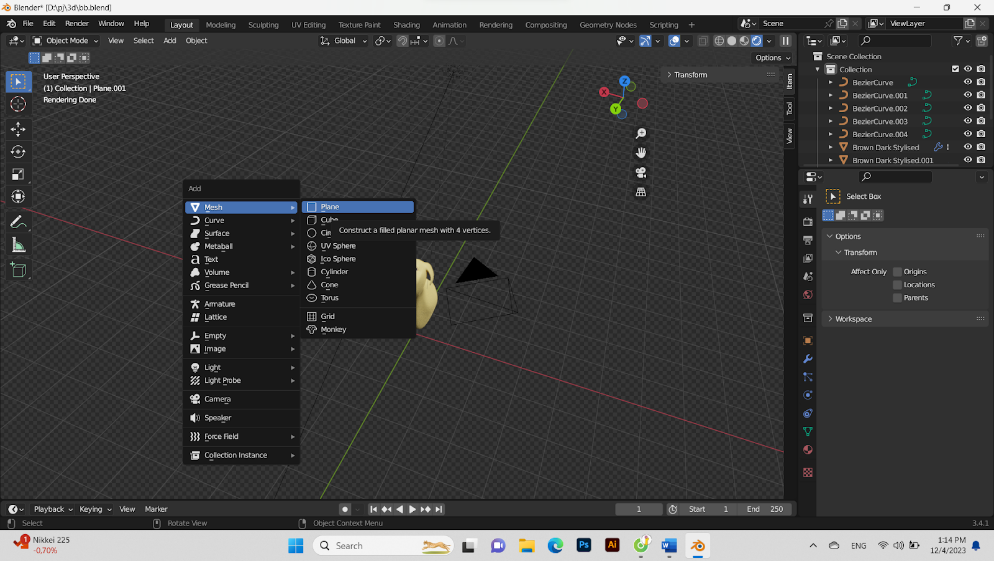 Blender* [D:\pj\3d\bb.blend]
File Edit Render Window Help Layout Modeling Sculpting UV Editing Texture Paint Shading Animation Rendering Compositing Geometry Nodes Scripting + Scene ViewLayer
Object Mode View Select Add Object Global
Options
User Perspective
(1) Collection | Plane.001
Rendering Done
Z
X
Y
Transform
Item
Tool
View
Add
Mesh
Curve
Surface
Metaball
Text
Volume
Grease Pencil
Armature
Lattice
Empty
Image
Light
Light Probe
Camera
Speaker
Force Field
Collection Instance
Plane
Cube
Construct a filled planar mesh with 4 vertices.
UV Sphere
Ico Sphere
Cylinder
Cone
Torus
Grid
Monkey
Scene Collection
Collection
BezierCurve
BezierCurve.001
BezierCurve.002
BezierCurve.003
BezierCurve.004
Brown Dark Stylised
Brown Dark Stylised.001
Select Box
Options
Transform
Affect Only Origins
Locations
Parents
Workspace
Playback Keying View Marker 1 Start 1 End 250
Select Rotate View Object Context Menu 3.4.1
1 Nikkei 225
-0,70%
Search
Ps
Ai
W
ENG
1:14 PM
12/4/2023